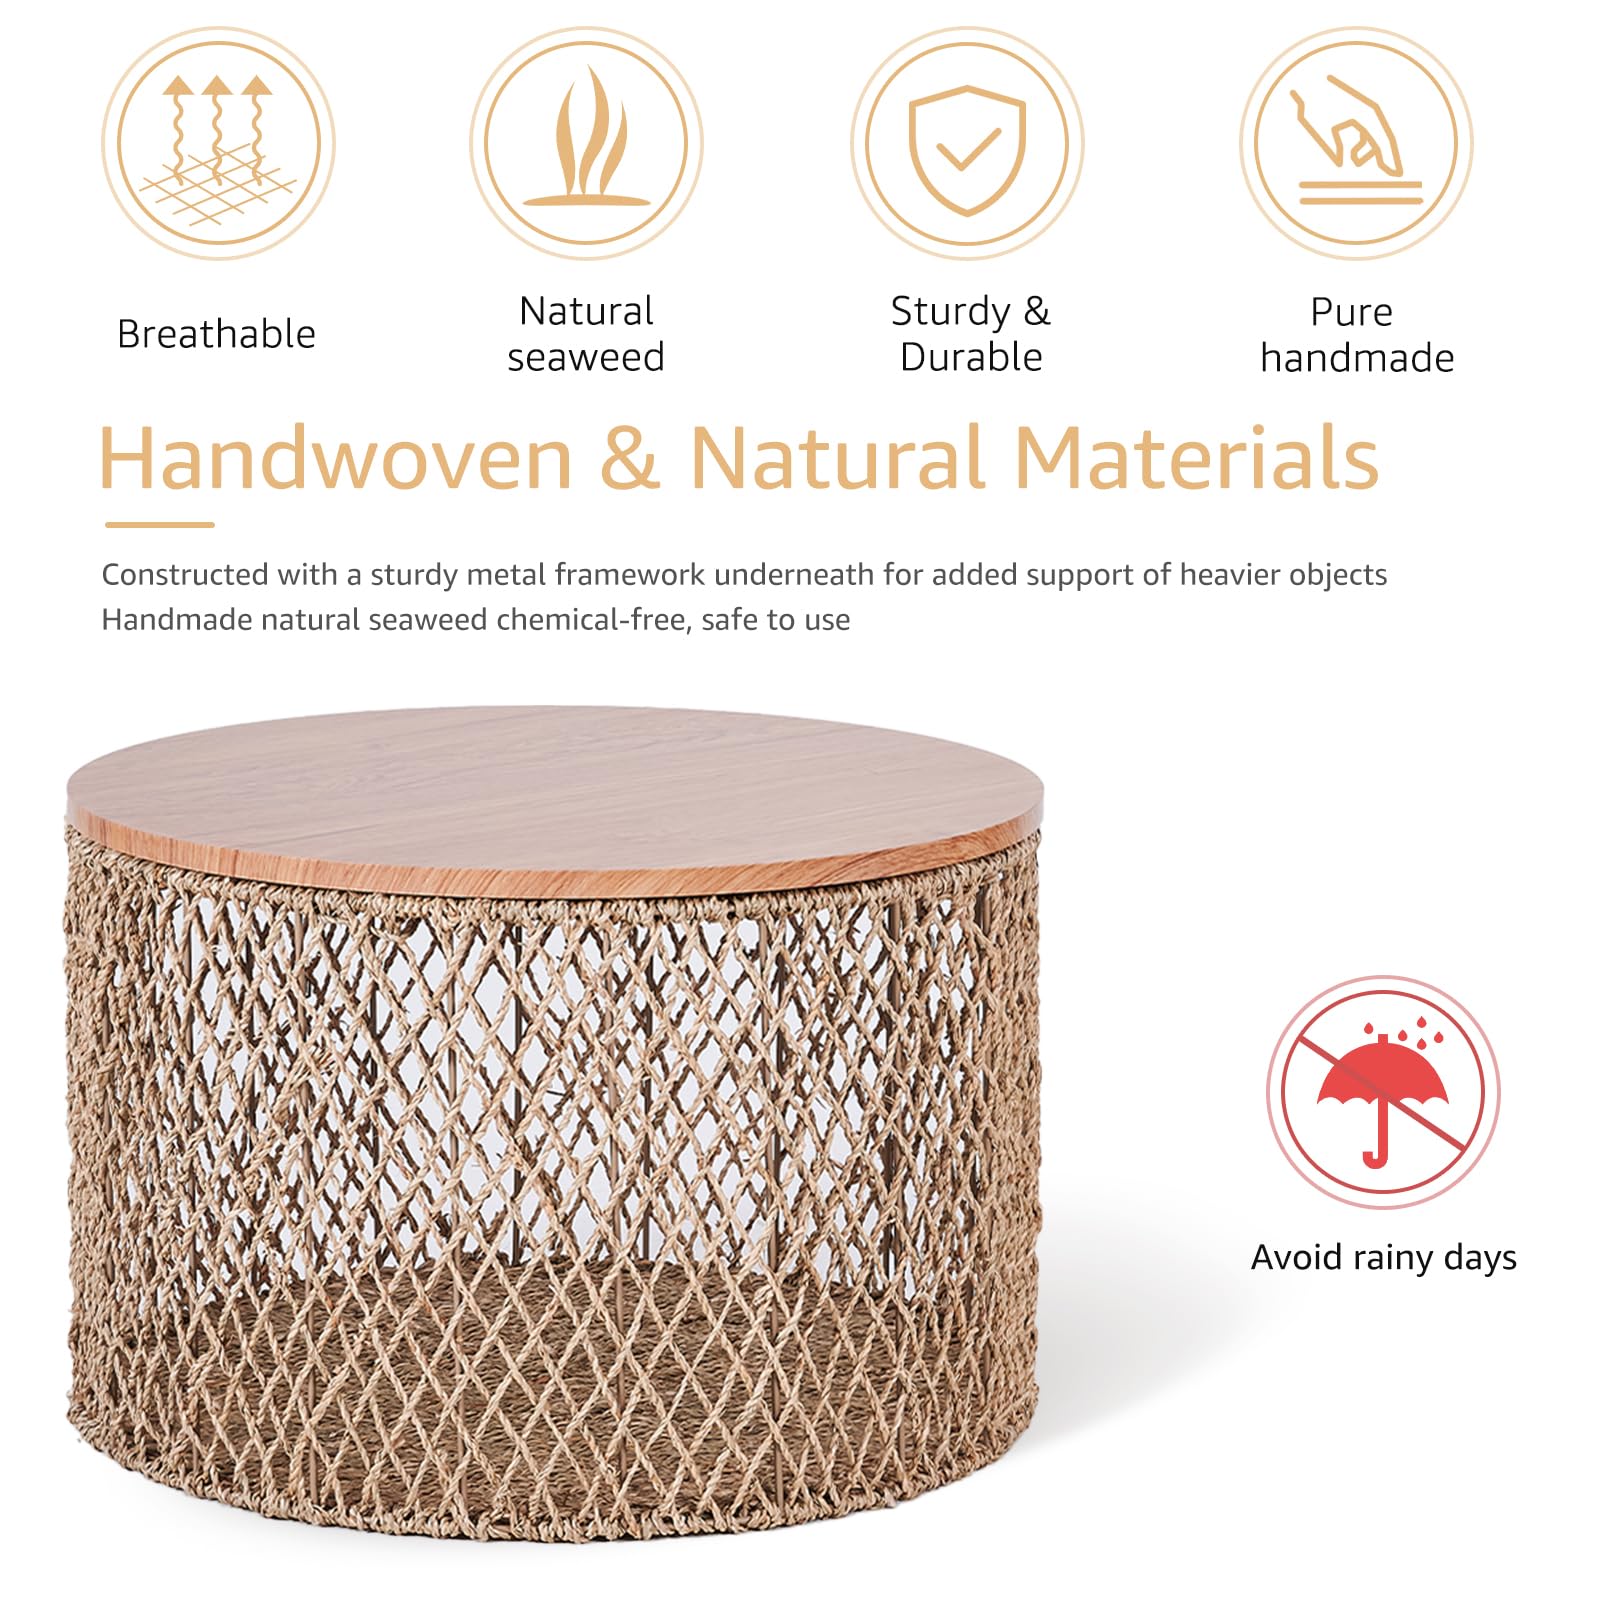 Breathable
Natural
seaweed
Sturdy &
Durable
Pure
handmade
Handwoven & Natural Materials
Constructed with a sturdy metal framework underneath for added support of heavier objects
Handmade natural seaweed chemical-free, safe to use
Avoid rainy days